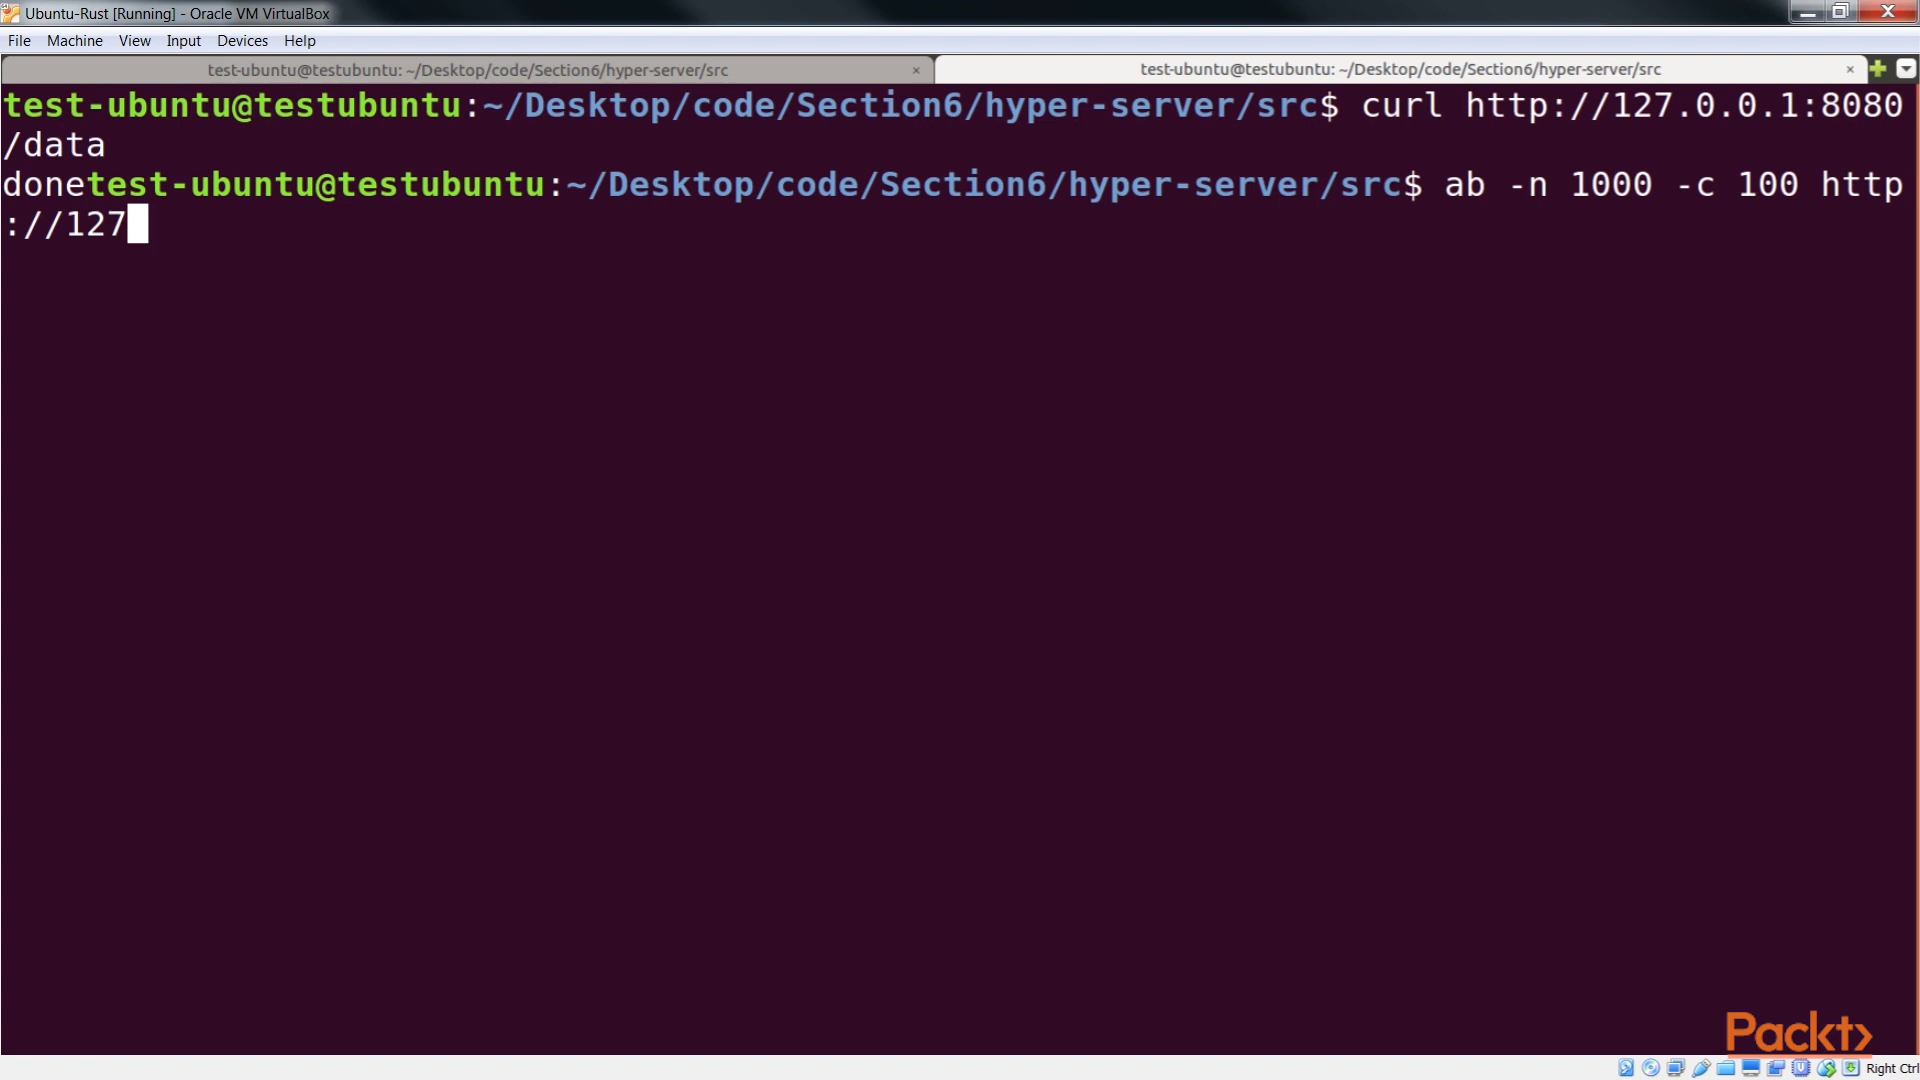 Ubuntu-Rust [Running] - Oracle VM VirtualBox
File Machine View Input Devices Help
test-ubuntu@testubuntu: ~/Desktop/code/Section6/hyper-server/src × test-ubuntu@testubuntu: ~/Desktop/code/Section6/hyper-server/src ×
test-ubuntu@testubuntu:~/Desktop/code/Section6/hyper-server/src$ curl http://127.0.0.1:8080
/data
donetest-ubuntu@testubuntu:~/Desktop/code/Section6/hyper-server/src$ ab -n 1000 -c 100 http
://127
Packt>
Right Ctrl